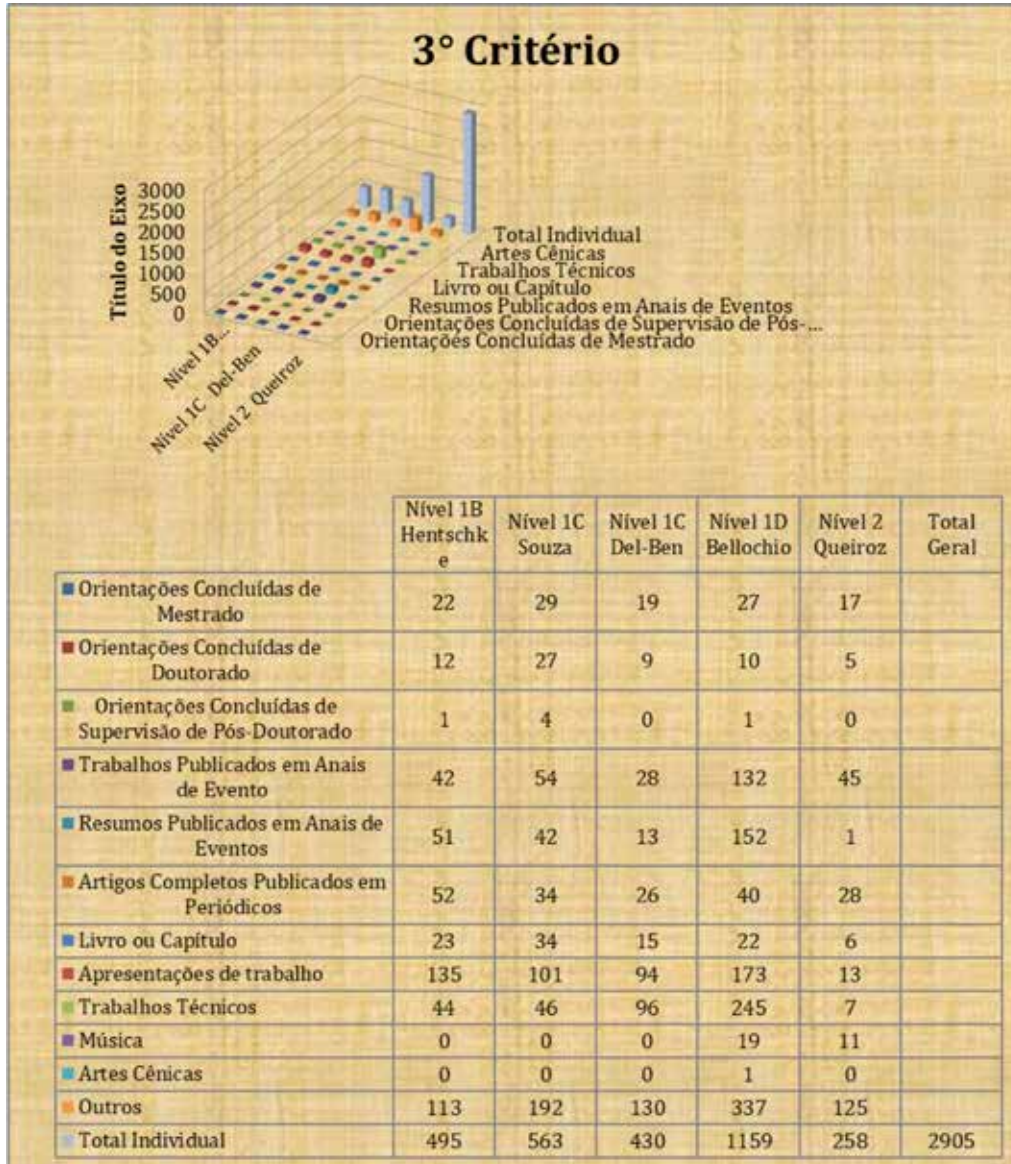 3° Critério
Título do Eixo
3000
2500
2000
1500
1000
500
0
Total Individual
Artes Cênicas
Trabalhos Técnicos
Livro ou Capítulo
Resumos Publicados em Anais de Eventos
Orientações Concluídas de Supervisão de Pós-...
Orientações Concluídas de Mestrado
Nível 1B...
Nível 1C Del-Ben
Nível 2 Queiroz
Nível 1B Hentschke
Nível 1C Souza
Nível 1C Del-Ben
Nível 1D Bellochio
Nível 2 Queiroz
Total Geral
Orientações Concluídas de Mestrado 22 29 19 27 17
Orientações Concluídas de Doutorado 12 27 9 10 5
Orientações Concluídas de Supervisão de Pós-Doutorado 1 4 0 1 0
Trabalhos Publicados em Anais de Evento 42 54 28 132 45
Resumos Publicados em Anais de Eventos 51 42 13 152 1
Artigos Completos Publicados em Periódicos 52 34 26 40 28
Livro ou Capítulo 23 34 15 22 6
Apresentações de trabalho 135 101 94 173 13
Trabalhos Técnicos 44 46 96 245 7
Música 0 0 0 19 11
Artes Cênicas 0 0 0 1 0
Outros 113 192 130 337 125
Total Individual 495 563 430 1159 258 2905